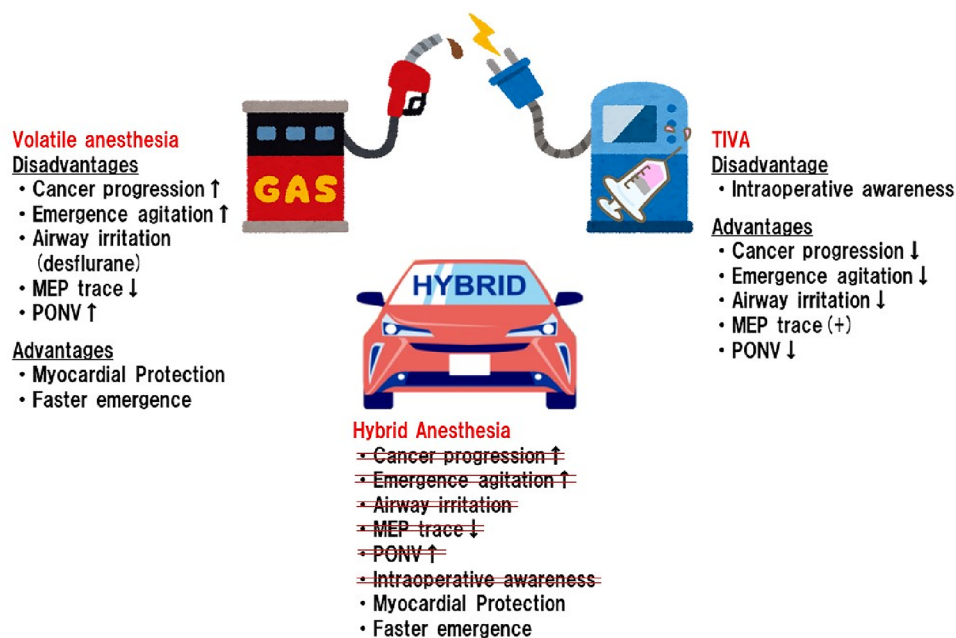 Volatile anesthesia
Disadvantages
・Cancer progression↑
・Emergence agitation↑
・Airway irritation
(desflurane)
・MEP trace↓
・PONV↑
Advantages
・Myocardial Protection
・Faster emergence
GAS
TIVA
Disadvantage
・Intraoperative awareness
Advantages
・Cancer progression↓
・Emergence agitation↓
・Airway irritation↓
・MEP trace(+)
・PONV↓
HYBRID
Hybrid Anesthesia
・Cancer progression↑
・Emergence agitation↑
・Airway irritation
・MEP trace↓
・PONV↑
・Intraoperative awareness
・Myocardial Protection
・Faster emergence